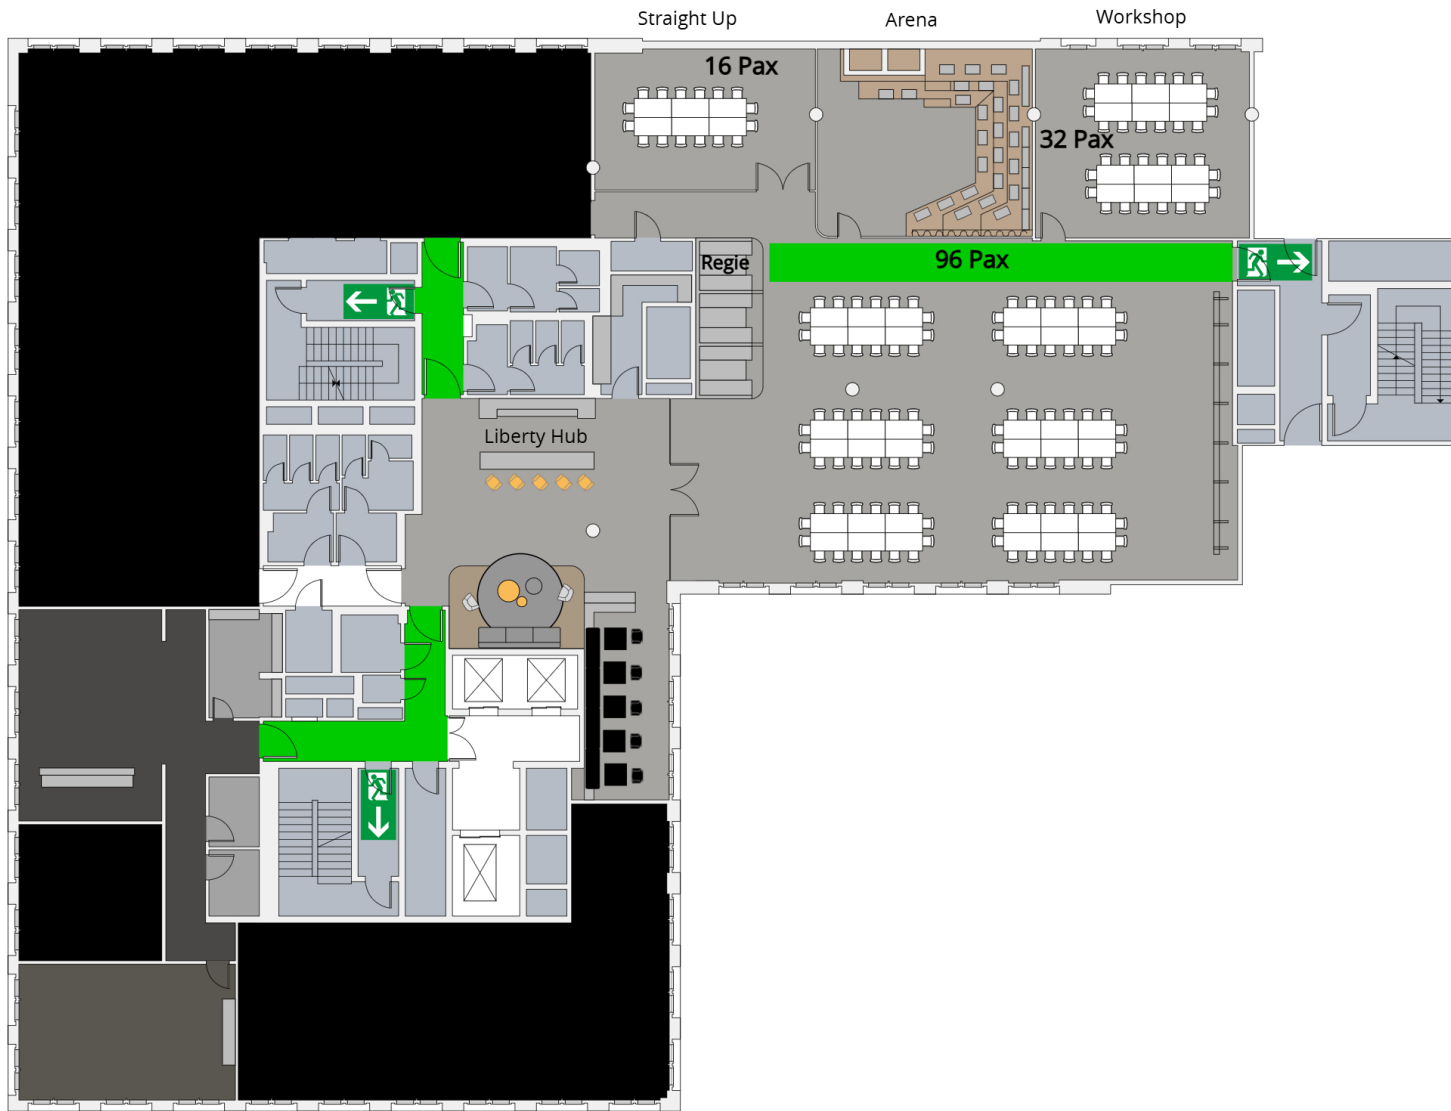 Straight Up
Arena
Workshop
16 Pax
32 Pax
Regie
96 Pax
Liberty Hub